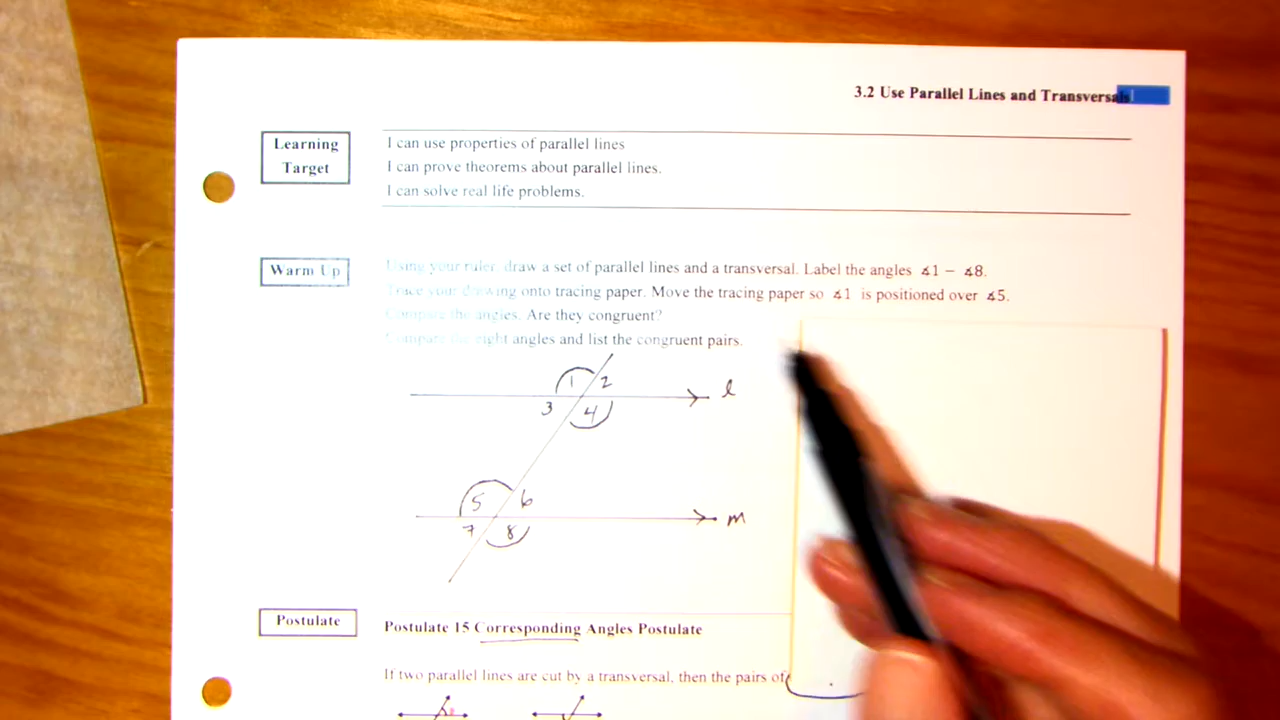 3.2 Use Parallel Lines and Transversals
Learning
Target
I can use properties of parallel lines
I can prove theorems about parallel lines.
I can solve real life problems.
Warm Up
Using your ruler, draw a set of parallel lines and a transversal. Label the angles ∡1 – ∡8.
Trace your drawing onto tracing paper. Move the tracing paper so ∡1 is positioned over ∡5.
Compare the angles. Are they congruent?
Compare the eight angles and list the congruent pairs.
1 2
3 4
l
5 6
7 8
m
Postulate
Postulate 15 Corresponding Angles Postulate
If two parallel lines are cut by a transversal, then the pairs of